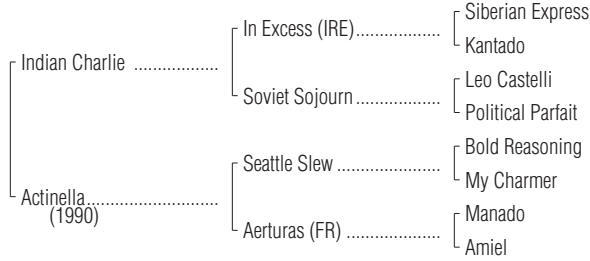 Siberian Express
In Excess (IRE)..................
Kantado
Indian Charlie ..................
Leo Castelli
Soviet Sojourn ..................
Political Parfait
Bold Reasoning
Seattle Slew ......................
My Charmer
Actinella............................
(1990)
Manado
Aerturas (FR) ....................
Amiel